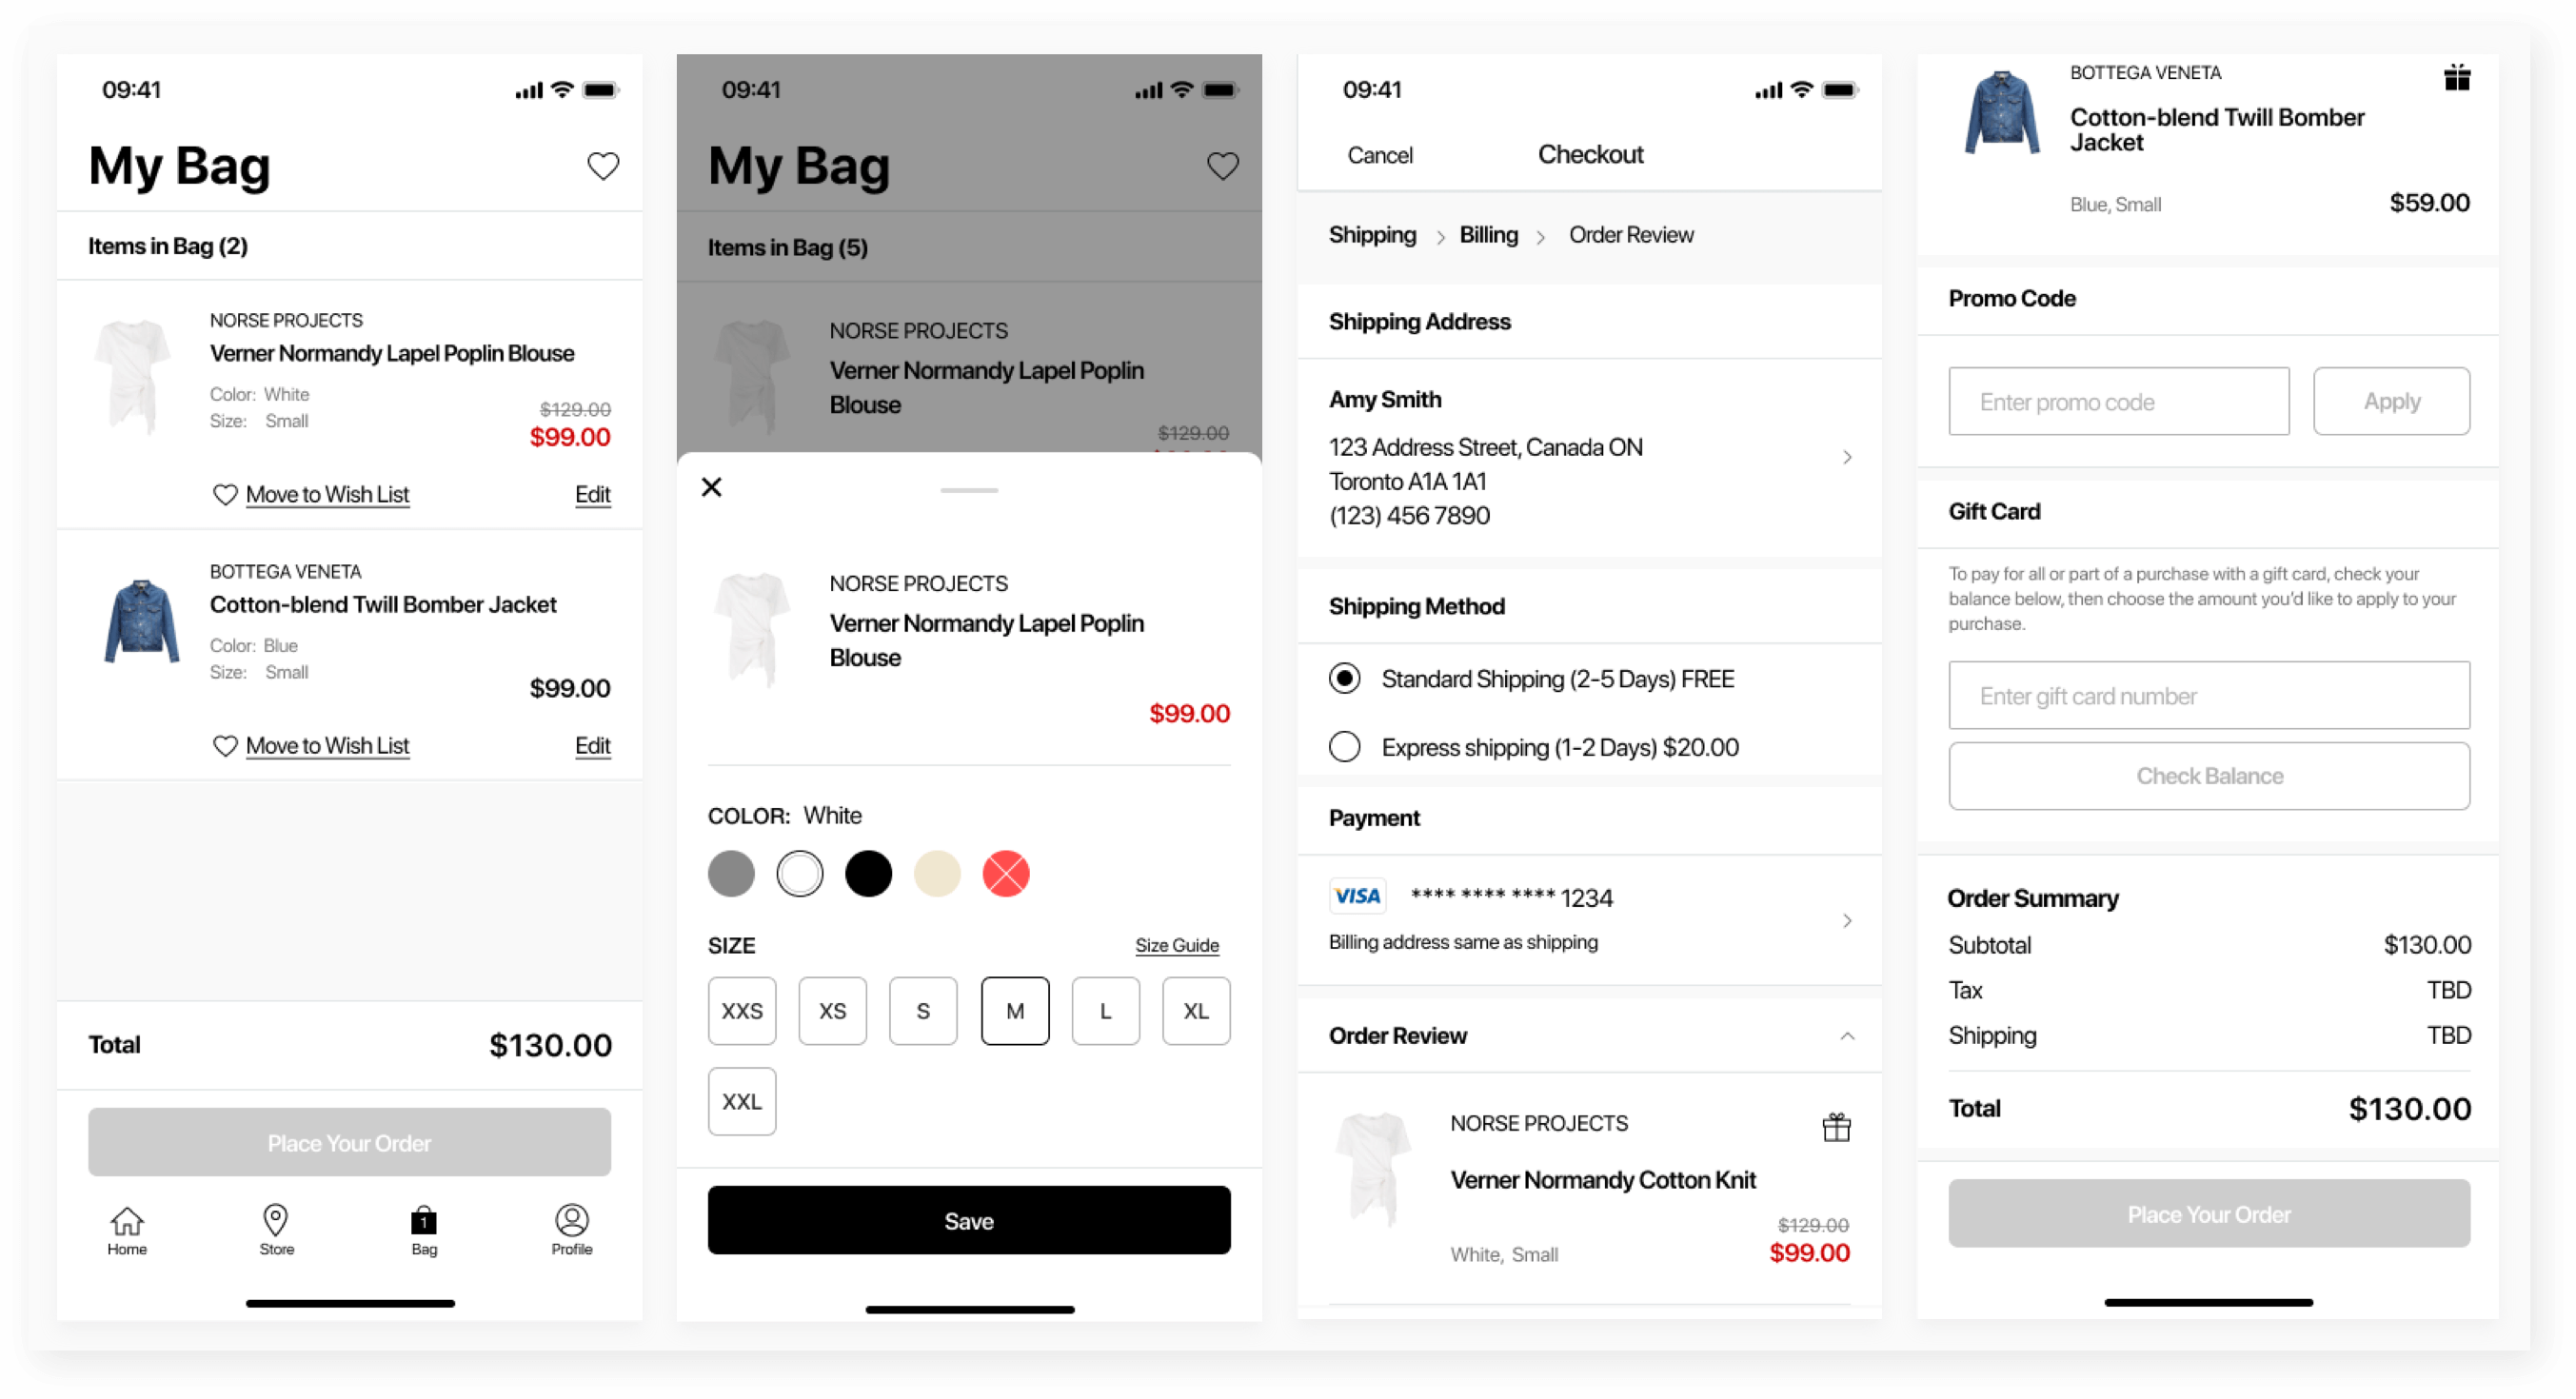 09:41
My Bag
Items in Bag (2)
NORSE PROJECTS
Verner Normandy Lapel Poplin Blouse
Color: White
Size: Small
$129.00
$99.00
Move to Wish List
Edit
BOTTEGA VENETA
Cotton-blend Twill Bomber Jacket
Color: Blue
Size: Small
$99.00
Move to Wish List
Edit
Total
$130.00
Place Your Order
1
Home
Store
Bag
Profile
09:41
My Bag
Items in Bag (5)
NORSE PROJECTS
Verner Normandy Lapel Poplin
Blouse
$129.00
NORSE PROJECTS
Verner Normandy Lapel Poplin
Blouse
$99.00
COLOR: White
SIZE
Size Guide
XXS
XS
S
M
L
XL
XXL
Save
09:41
Cancel
Checkout
Shipping > Billing > Order Review
Shipping Address
Amy Smith
123 Address Street, Canada ON
Toronto A1A 1A1
(123) 456 7890
Shipping Method
Standard Shipping (2-5 Days) FREE
Express shipping (1-2 Days) $20.00
Payment
VISA
**** **** **** 1234
Billing address same as shipping
Order Review
NORSE PROJECTS
Verner Normandy Cotton Knit
$129.00
White, Small
$99.00
BOTTEGA VENETA
Cotton-blend Twill Bomber
Jacket
Blue, Small
$59.00
Promo Code
Enter promo code
Apply
Gift Card
To pay for all or part of a purchase with a gift card, check your
balance below, then choose the amount you'd like to apply to your
purchase.
Enter gift card number
Check Balance
Order Summary
Subtotal
$130.00
Tax
TBD
Shipping
TBD
Total
$130.00
Place Your Order